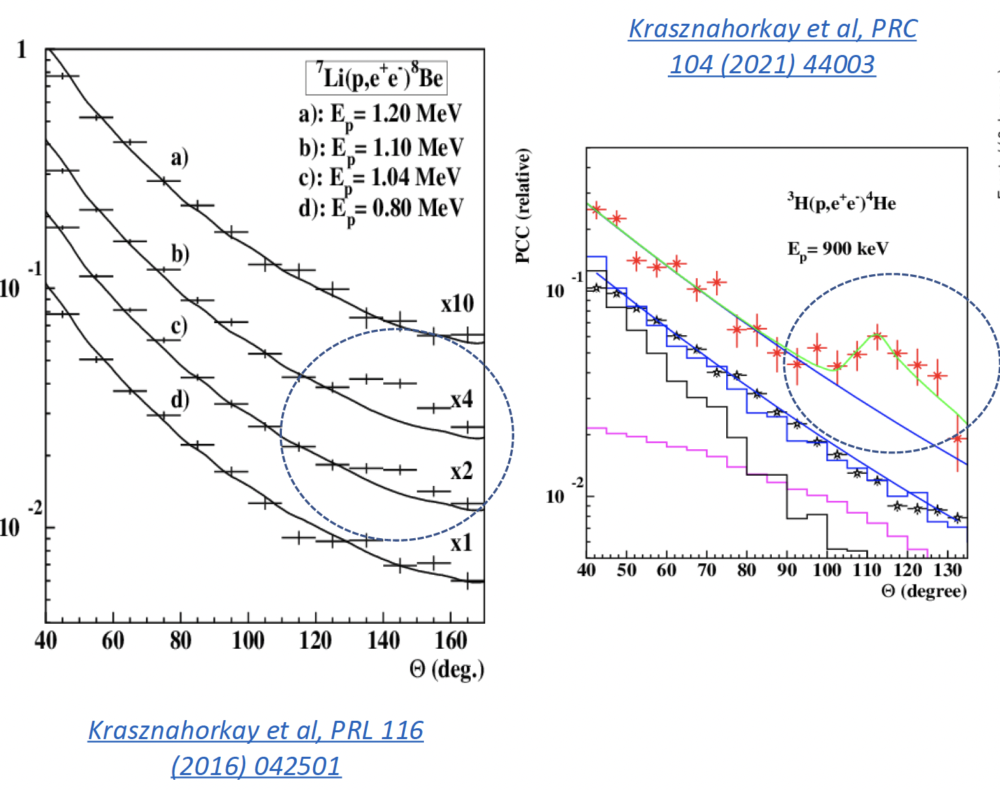 Krasznahorkay et al, PRC
104 (2021) 44003
1
10 -1
10 -2
⁷Li(p,e⁺e⁻)⁸Be
a): Eₚ= 1.20 MeV
b): Eₚ= 1.10 MeV
c): Eₚ= 1.04 MeV
d): Eₚ= 0.80 MeV
a)
b)
c)
d)
x10
x4
x2
x1
40 60 80 100 120 140 160
Θ (deg.)
PCC (relative)
³H(p,e⁺e⁻)⁴He
Eₚ= 900 keV
10 -1
10 -2
40 50 60 70 80 90 100 110 120 130
Θ (degree)
Krasznahorkay et al, PRL 116
(2016) 042501